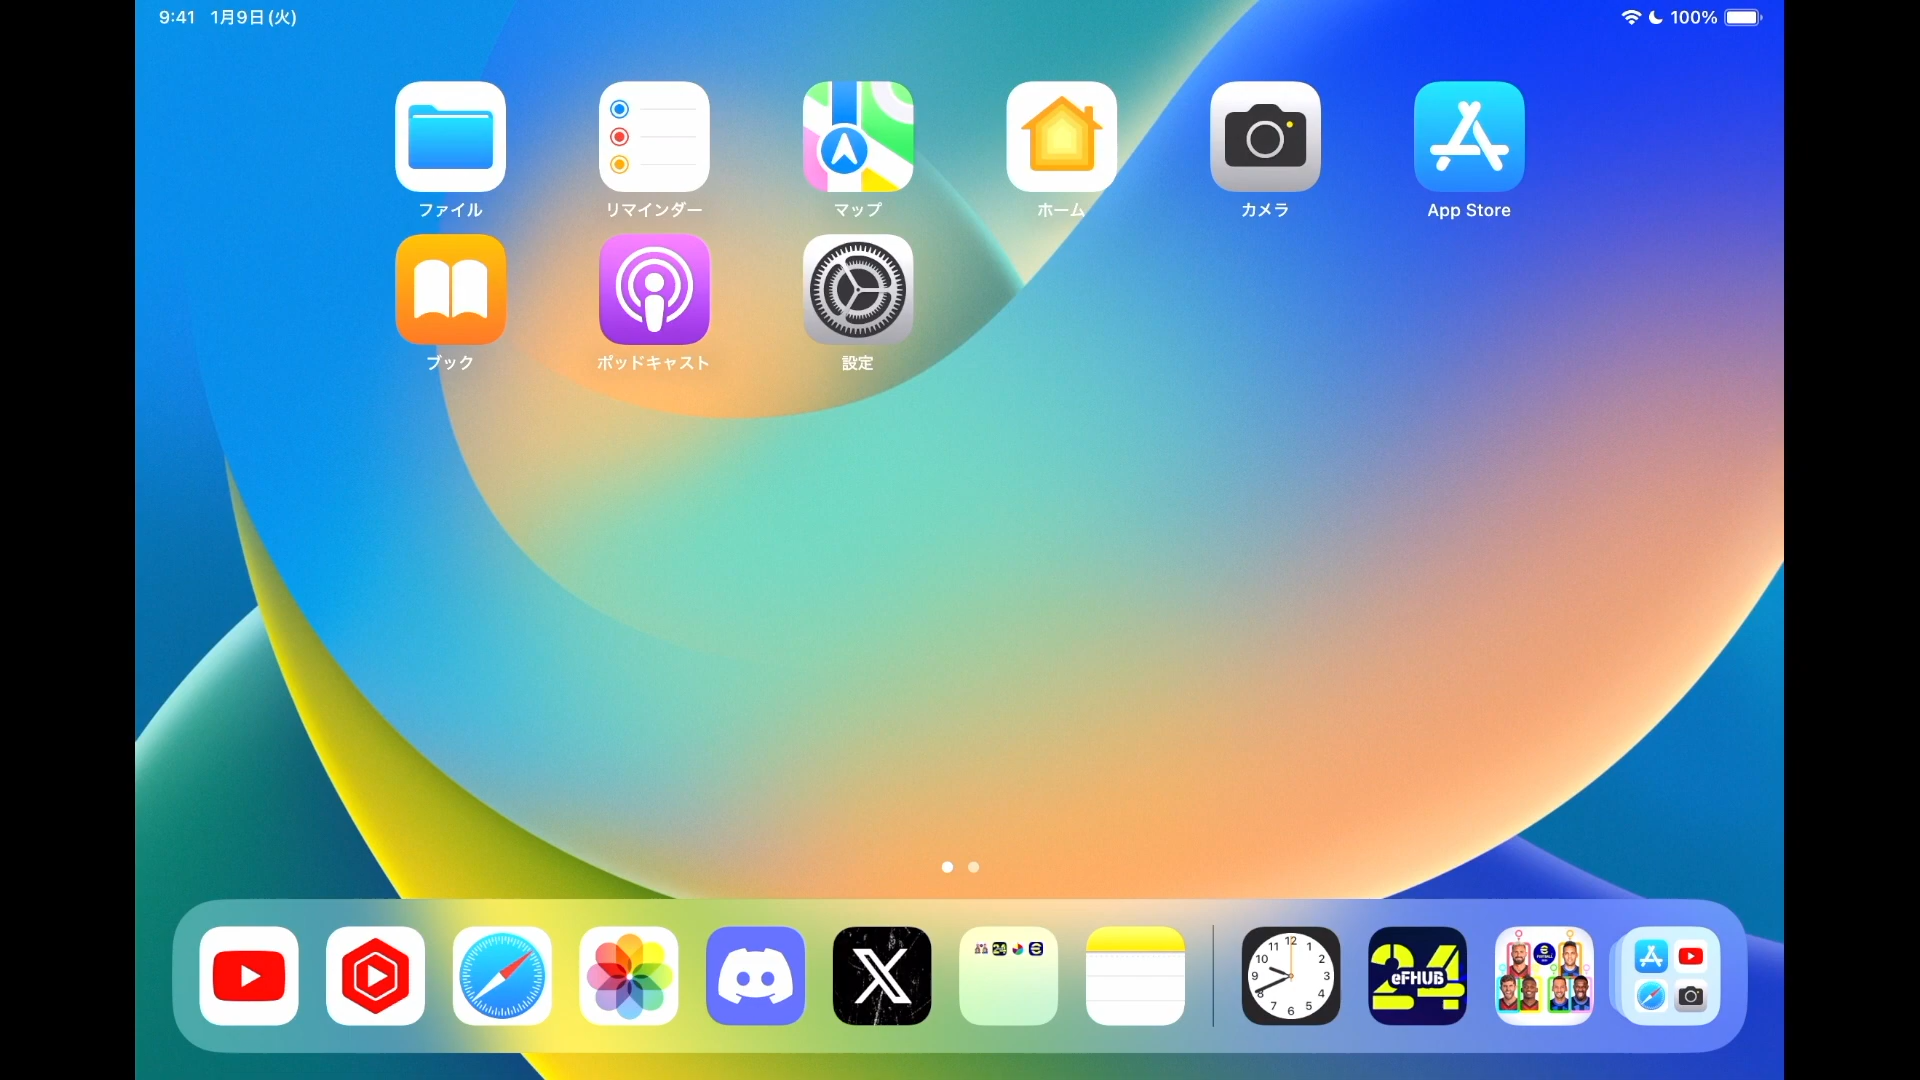 9:41 1月9日(火)
100%
ファイル
リマインダー
マップ
ホーム
カメラ
App Store
ブック
ポッドキャスト
設定
24
eFHUB